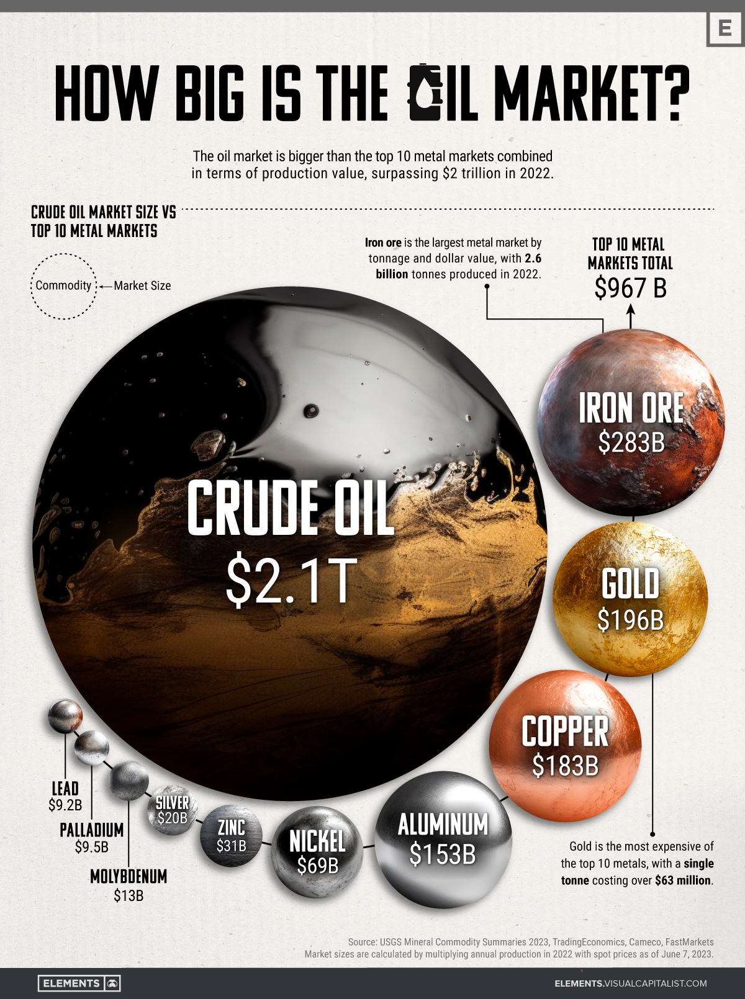 E
HOW BIG IS THE OIL MARKET?
The oil market is bigger than the top 10 metal markets combined
in terms of production value, surpassing $2 trillion in 2022.
CRUDE OIL MARKET SIZE VS
TOP 10 METAL MARKETS
Commodity
Market Size
Iron ore is the largest metal market by
tonnage and dollar value, with 2.6
billion tonnes produced in 2022.
TOP 10 METAL
MARKETS TOTAL
$967 B
IRON ORE
$283B
CRUDE OIL
$2.1T
GOLD
$196B
COPPER
$183B
ALUMINUM
$153B
NICKEL
$69B
ZINC
$31B
SILVER
$20B
MOLYBDENUM
$13B
PALLADIUM
$9.5B
LEAD
$9.2B
Gold is the most expensive of
the top 10 metals, with a single
tonne costing over $63 million.
Source: USGS Mineral Commodity Summaries 2023, TradingEconomics, Cameco, FastMarkets
Market sizes are calculated by multiplying annual production in 2022 with spot prices as of June 7, 2023.
ELEMENTS
ELEMENTS.VISUALCAPITALIST.COM